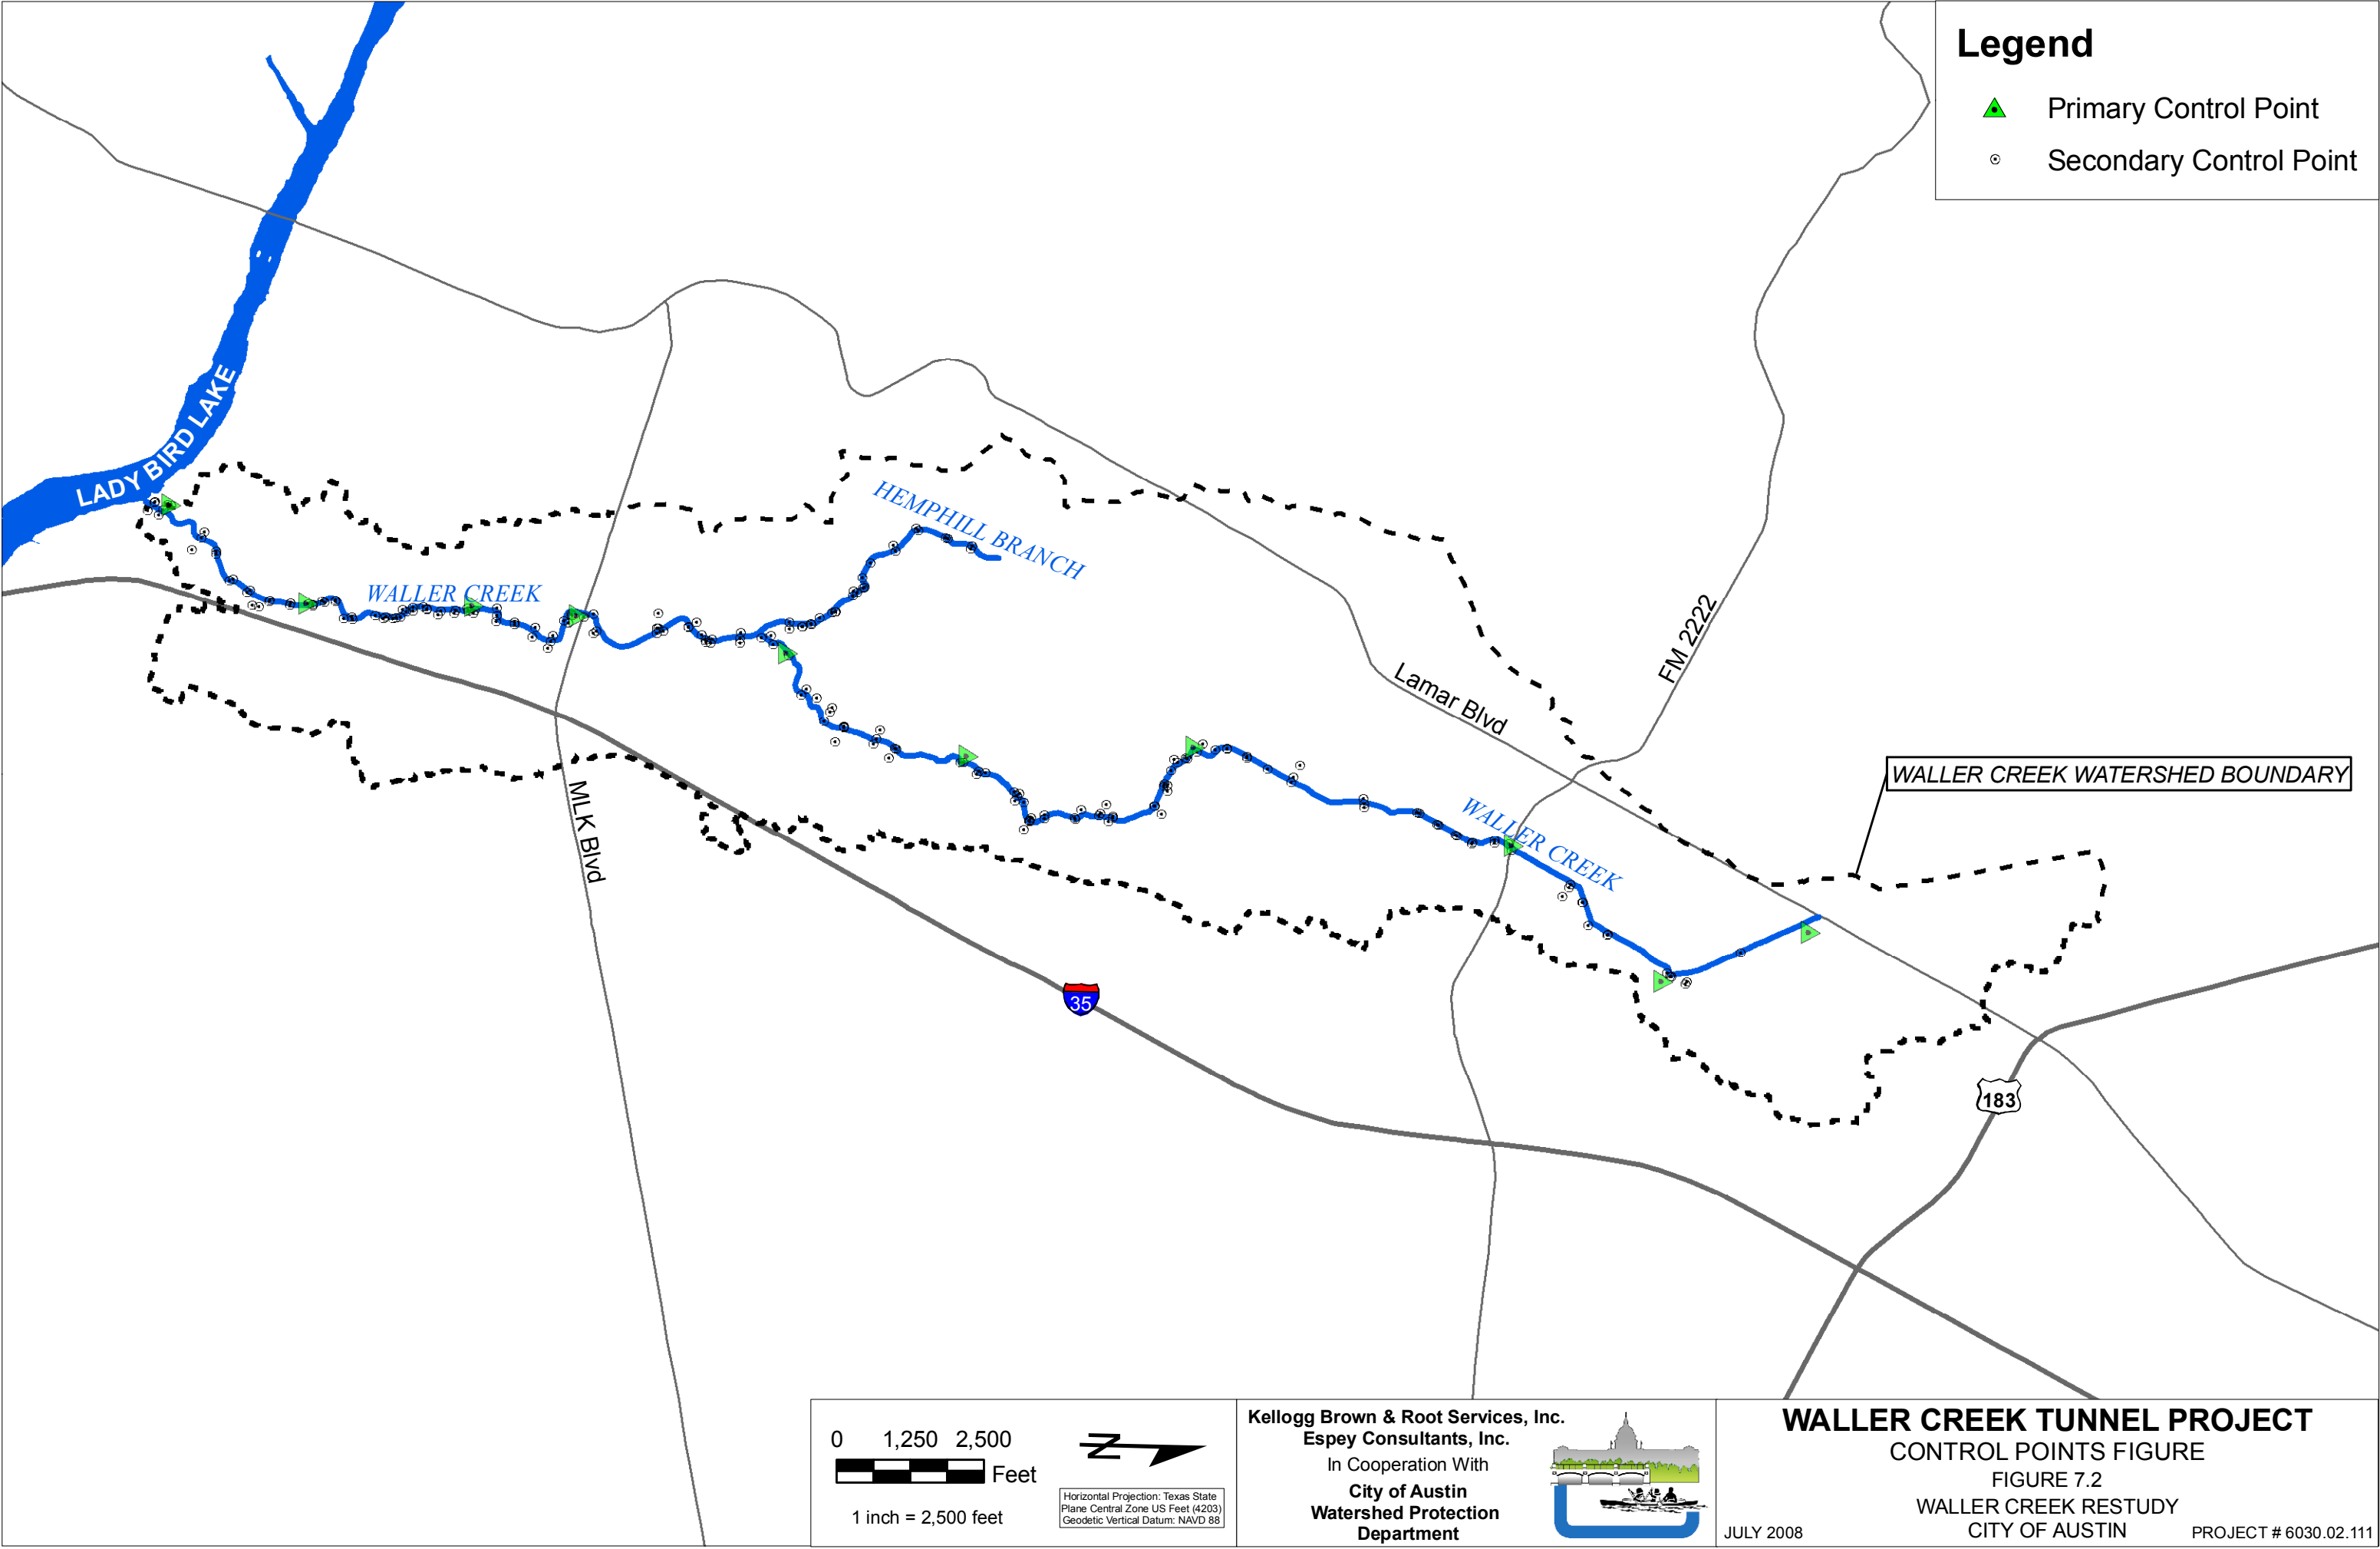 Legend
Primary Control Point
Secondary Control Point
LADY BIRD LAKE
HEMPHILL BRANCH
WALLER CREEK
FM 2222
Lamar Blvd
WALLER CREEK WATERSHED BOUNDARY
MLK Blvd
WALLER CREEK
35
183
0 1,250 2,500
Feet
1 inch = 2,500 feet
N
Horizontal Projection: Texas State
Plane Central Zone US Feet (4203)
Geodetic Vertical Datum: NAVD 88
Kellogg Brown & Root Services, Inc.
Espey Consultants, Inc.
In Cooperation With
City of Austin
Watershed Protection
Department
WALLER CREEK TUNNEL PROJECT
CONTROL POINTS FIGURE
FIGURE 7.2
WALLER CREEK RESTUDY
CITY OF AUSTIN
JULY 2008
PROJECT # 6030.02.111